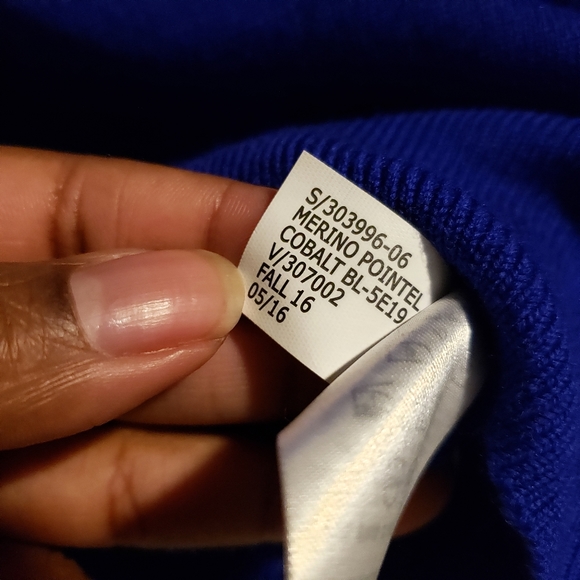 S/303996-06
MERINO POINTEL
COBALT BL-5E19
V/307002
FALL 16
05/16